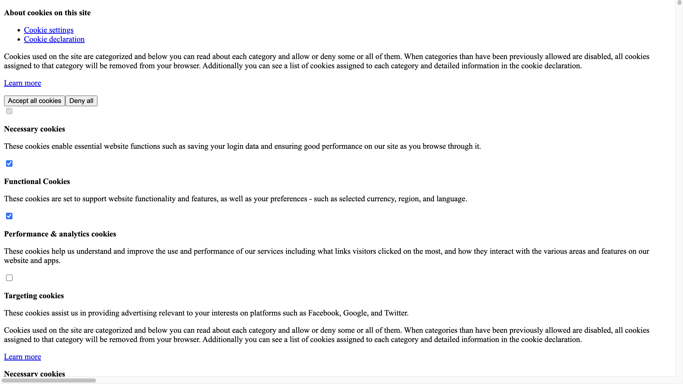 About cookies on this site
Cookie settings
Cookie declaration
Cookies used on the site are categorized and below you can read about each category and allow or deny some or all of them. When categories than have been previously allowed are disabled, all cookies
assigned to that category will be removed from your browser. Additionally you can see a list of cookies assigned to each category and detailed information in the cookie declaration.
Learn more
Accept all cookies Deny all
Necessary cookies
These cookies enable essential website functions such as saving your login data and ensuring good performance on our site as you browse through it.
Functional Cookies
These cookies are set to support website functionality and features, as well as your preferences - such as selected currency, region, and language.
Performance & analytics cookies
These cookies help us understand and improve the use and performance of our services including what links visitors clicked on the most, and how they interact with the various areas and features on our
website and apps.
Targeting cookies
These cookies assist us in providing advertising relevant to your interests on platforms such as Facebook, Google, and Twitter.
Cookies used on the site are categorized and below you can read about each category and allow or deny some or all of them. When categories than have been previously allowed are disabled, all cookies
assigned to that category will be removed from your browser. Additionally you can see a list of cookies assigned to each category and detailed information in the cookie declaration.
Learn more
Necessary cookies